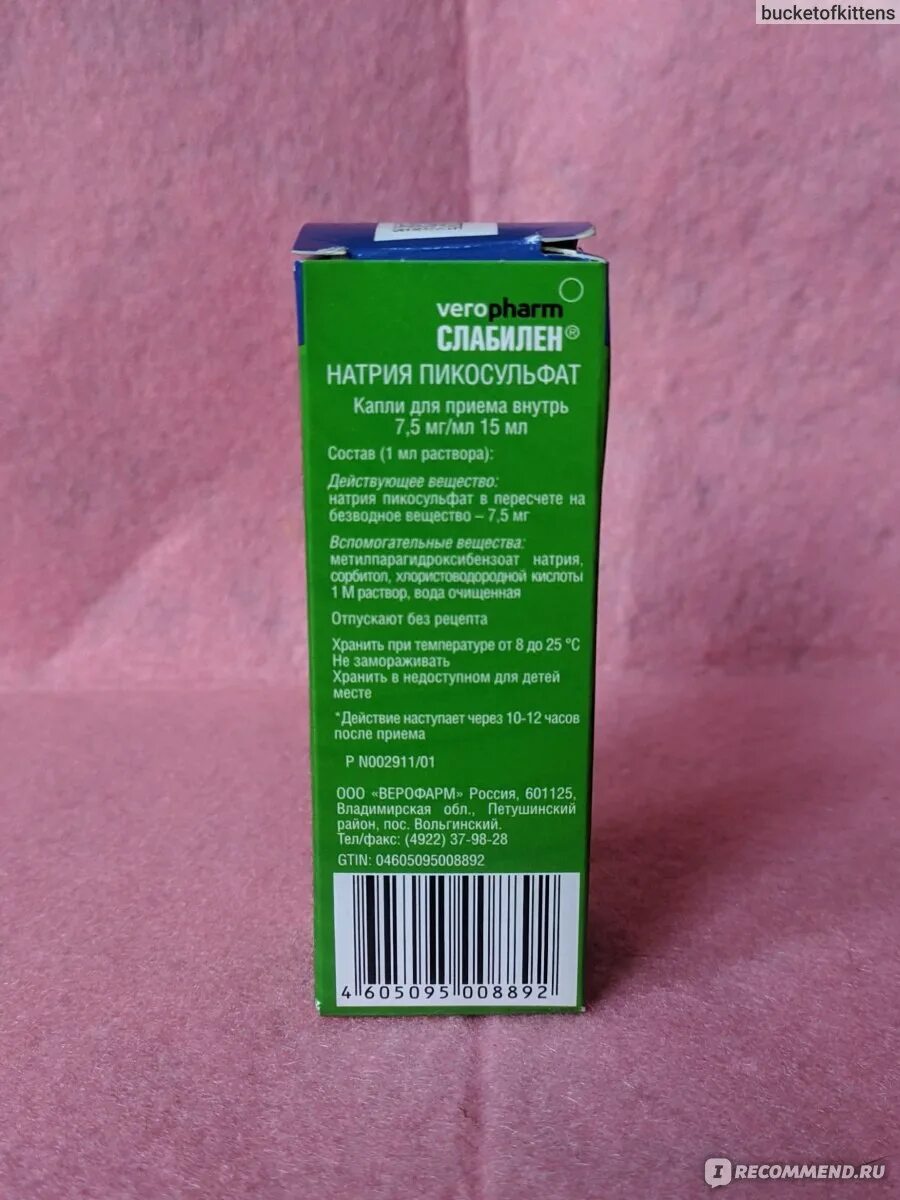 bucketofkittens
veropharm
СЛАБИЛЕН®
НАТРИЯ ПИКОСУЛЬФАТ
Капли для приема внутрь
7,5 мг/мл 15 мл
Состав (1 мл раствора):
Действующее вещество:
натрия пикосульфат в пересчете на
безводное вещество – 7,5 мг
Вспомогательные вещества:
метилпарагидроксибензоат натрия,
сорбитол, хлористоводородной кислоты
1 М раствор, вода очищенная
Отпускают без рецепта
Хранить при температуре от 8 до 25 °С
Не замораживать
Хранить в недоступном для детей
месте
*Действие наступает через 10-12 часов
после приема
Р N002911/01
ООО «ВЕРОФАРМ» Россия, 601125,
Владимирская обл., Петушинский
район, пос. Вольгинский.
Тел/факс: (4922) 37-98-28
GTIN: 04605095008892
4 605095 008892
IRECOMMEND.RU